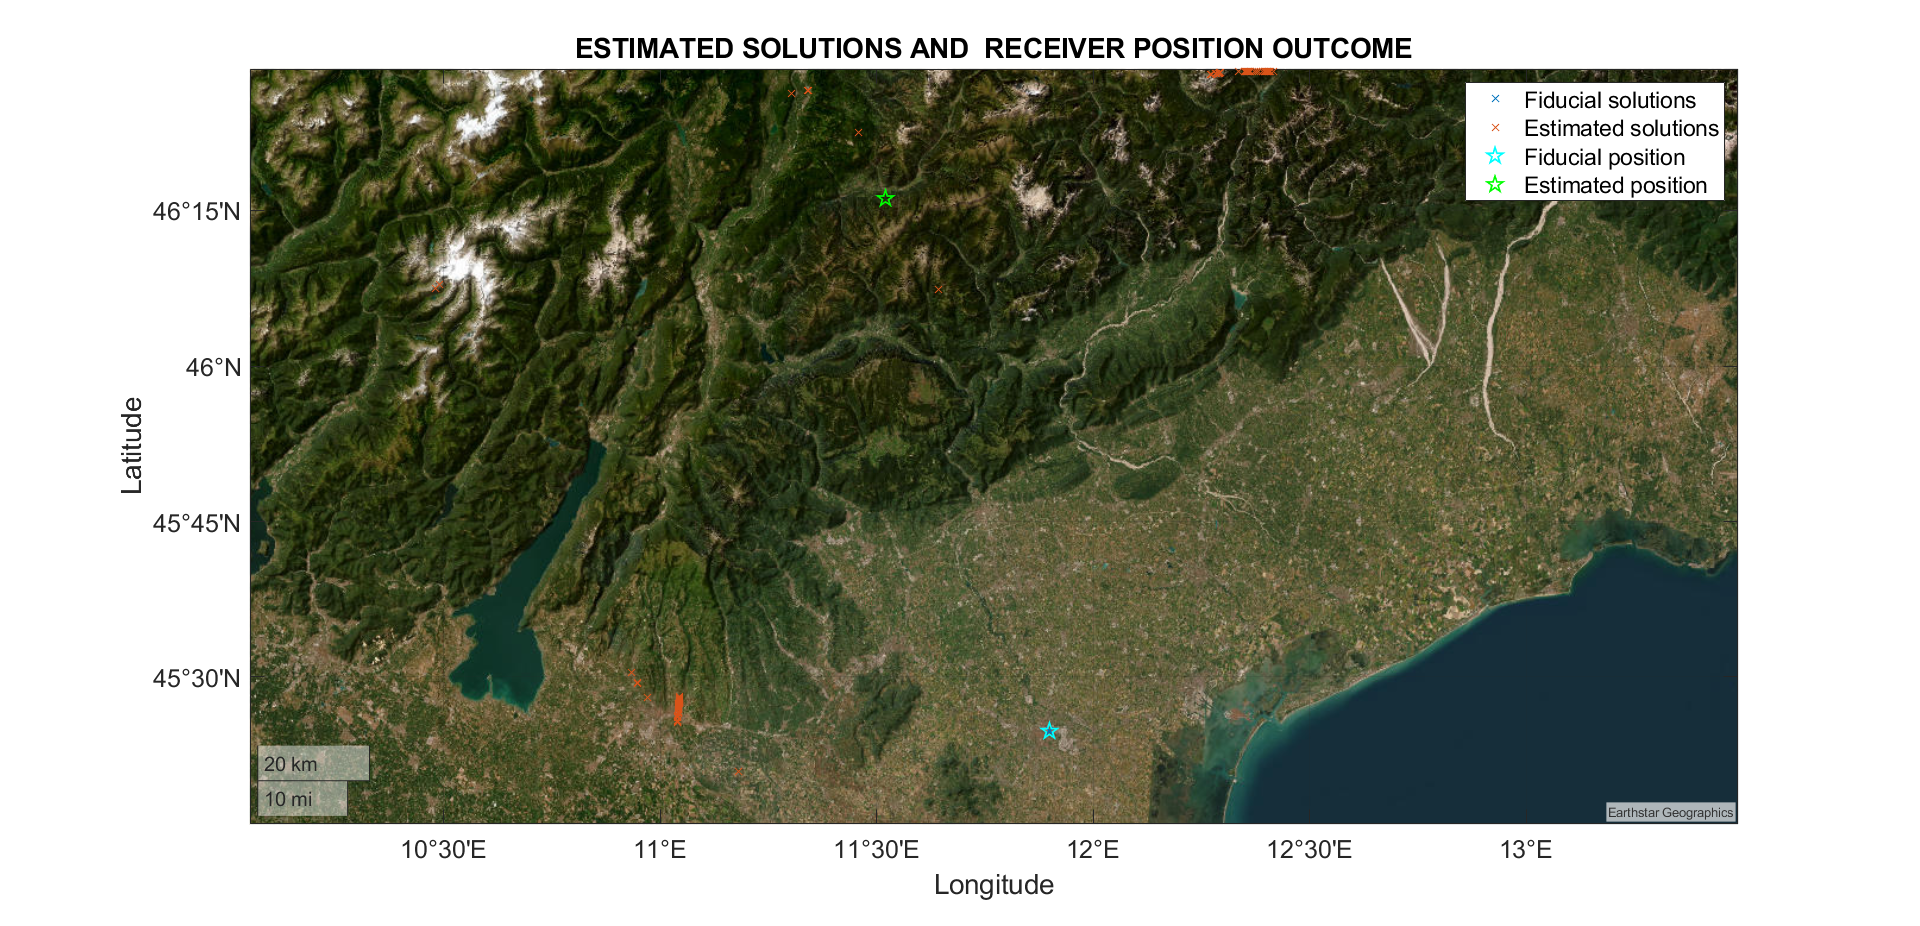 ESTIMATED SOLUTIONS AND  RECEIVER POSITION OUTCOME
Fiducial solutions
Estimated solutions
Fiducial position
Estimated position
46°15'N
46°N
45°45'N
45°30'N
Latitude
20 km
10 mi
Earthstar Geographics
10°30'E
11°E
11°30'E
12°E
12°30'E
13°E
Longitude